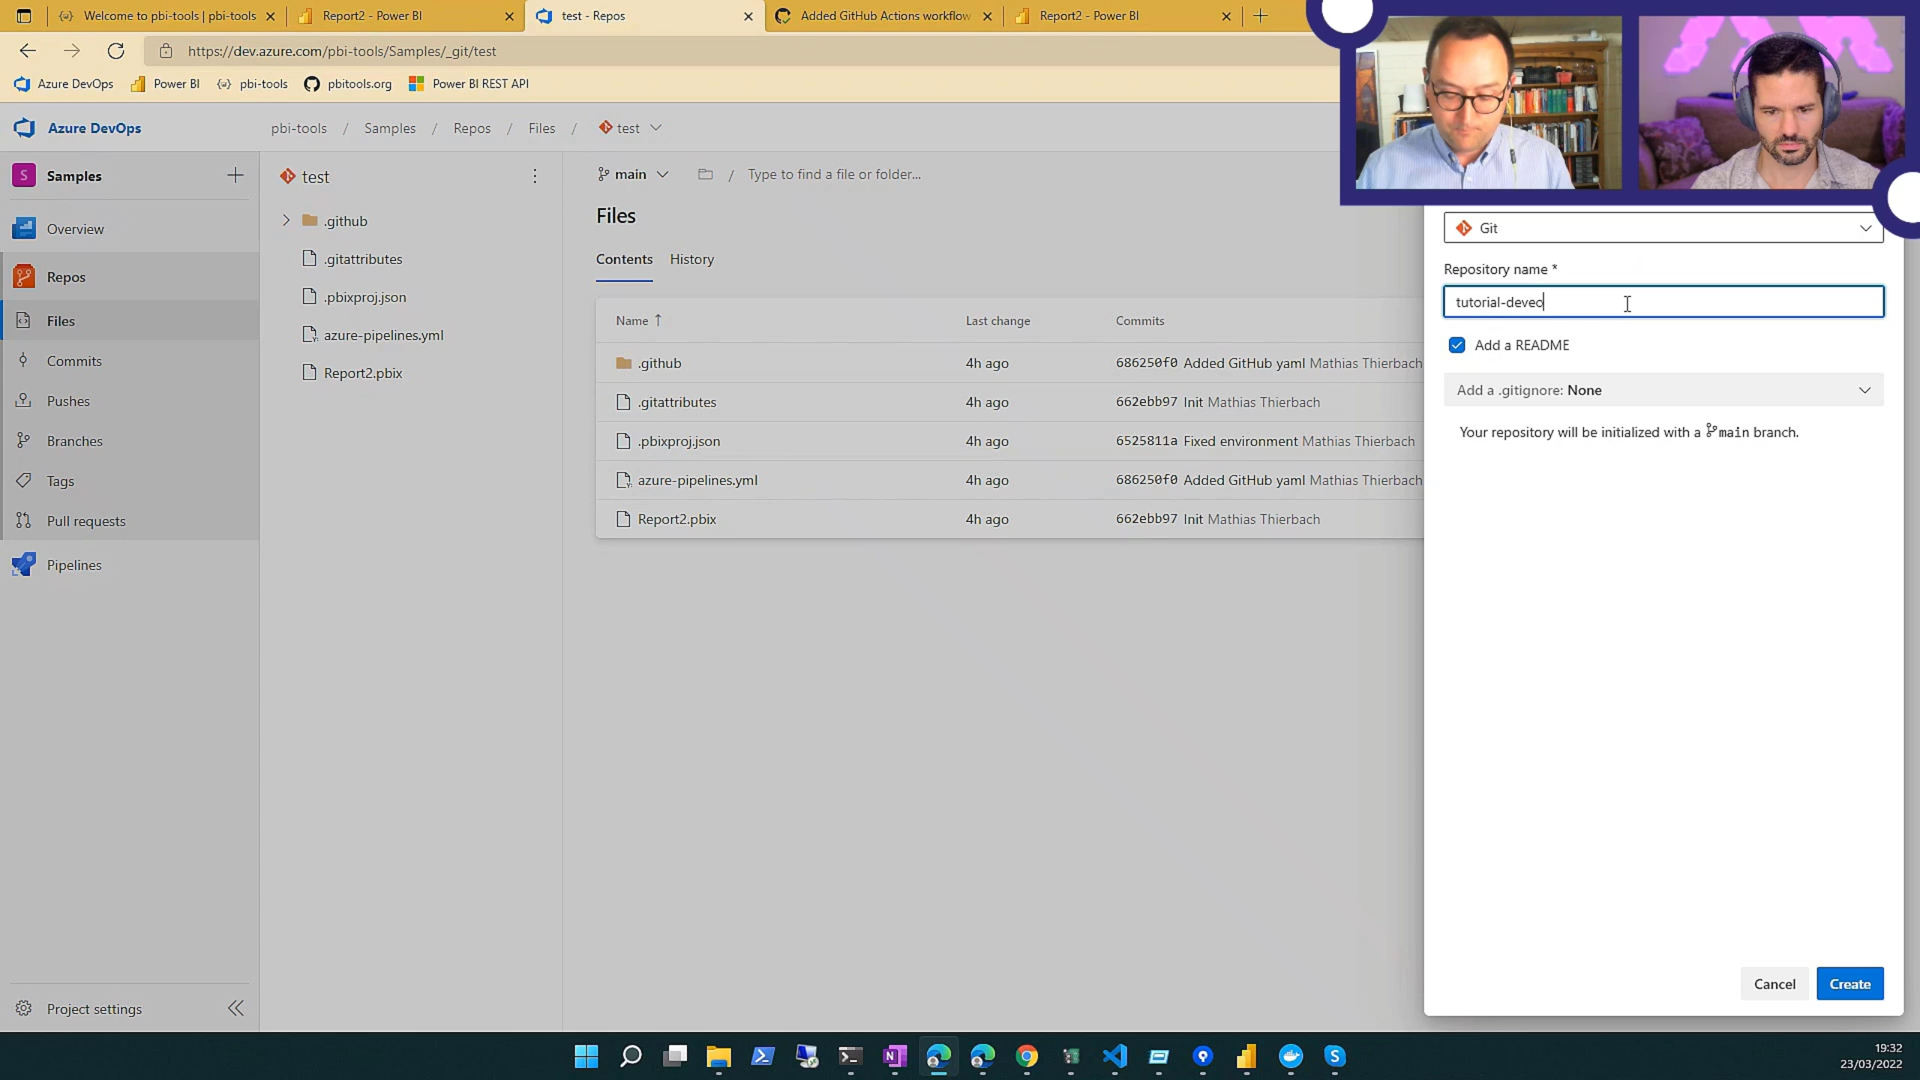 Welcome to pbi-tools | pbi-tools
Report2 - Power BI
test - Repos
Added GitHub Actions workflow
Report2 - Power BI
https://dev.azure.com/pbi-tools/Samples/_git/test
Azure DevOps
Power BI
pbi-tools
pbitools.org
Power BI REST API
Azure DevOps
pbi-tools / Samples / Repos / Files / test
S Samples
Overview
Repos
Files
Commits
Pushes
Branches
Tags
Pull requests
Pipelines
Project settings
test
.github
.gitattributes
.pbixproj.json
azure-pipelines.yml
Report2.pbix
main / Type to find a file or folder...
Files
Contents History
Name Last change Commits
.github 4h ago 686250f0 Added GitHub yaml Mathias Thierbach
.gitattributes 4h ago 662ebb97 Init Mathias Thierbach
.pbixproj.json 4h ago 6525811a Fixed environment Mathias Thierbach
azure-pipelines.yml 4h ago 686250f0 Added GitHub yaml Mathias Thierbach
Report2.pbix 4h ago 662ebb97 Init Mathias Thierbach
Git
Repository name *
tutorial-deveo
Add a README
Add a .gitignore: None
Your repository will be initialized with a main branch.
Cancel
Create
19:32
23/03/2022